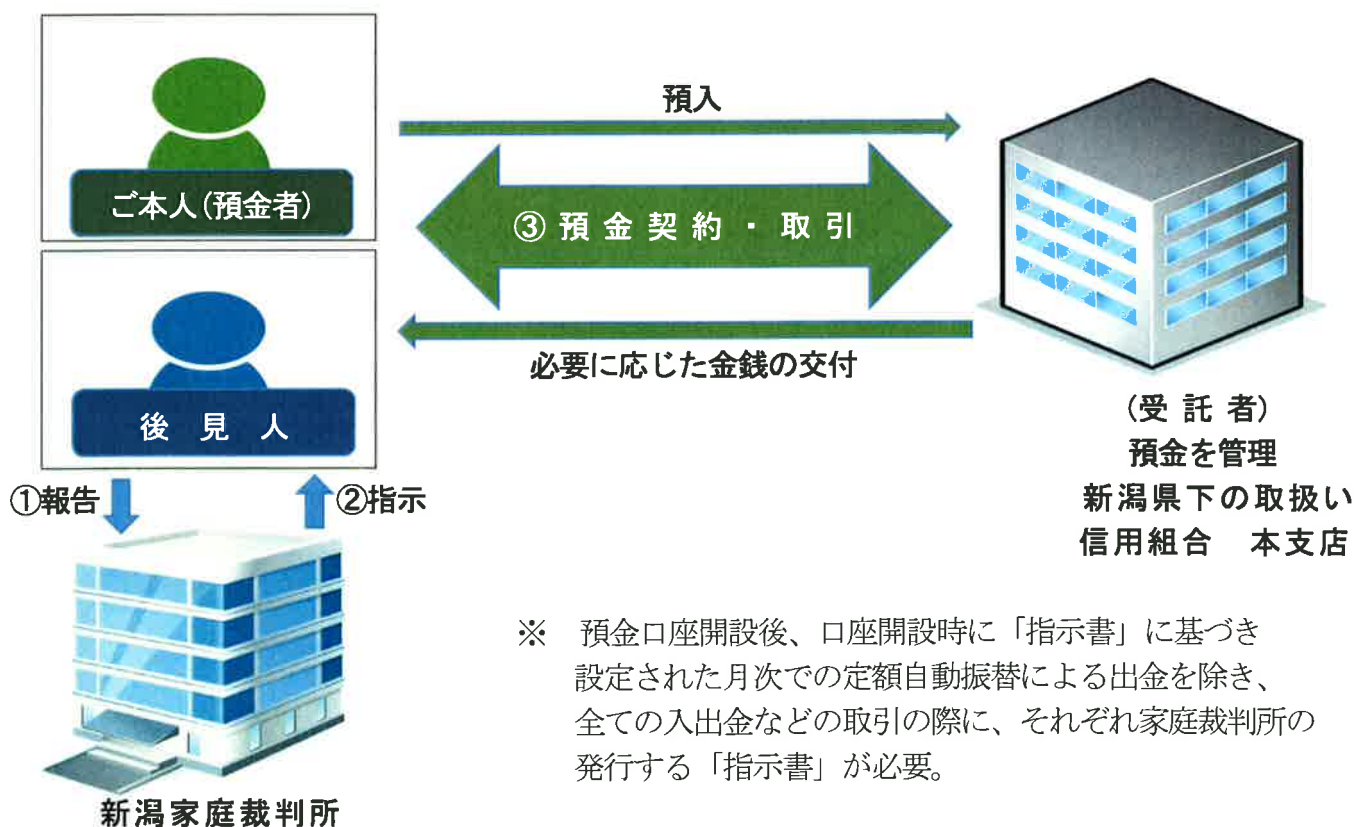 預入
ご本人(預金者)
③預金契約・取引
必要に応じた金銭の交付
後見人
(受託者)
預金を管理
新潟県下の取扱い
信用組合　本支店
①報告
②指示
新潟家庭裁判所
※　預金口座開設後、口座開設時に「指示書」に基づき
設定された月次での定額自動振替による出金を除き、
全ての入出金などの取引の際に、それぞれ家庭裁判所の
発行する「指示書」が必要。